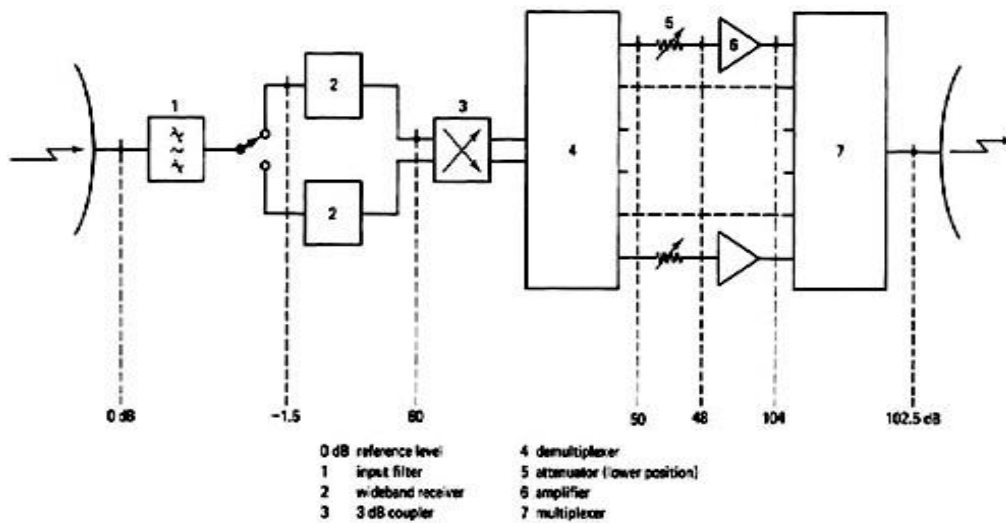 5
6
1
2
3
4
7
2
0 dB
-1.5
60
50
48
104
102.5 dB
0 dB reference level
1 input filter
2 wideband receiver
3 3 dB coupler
4 demultiplexer
5 attenuator (lower position)
6 amplifier
7 multiplexer